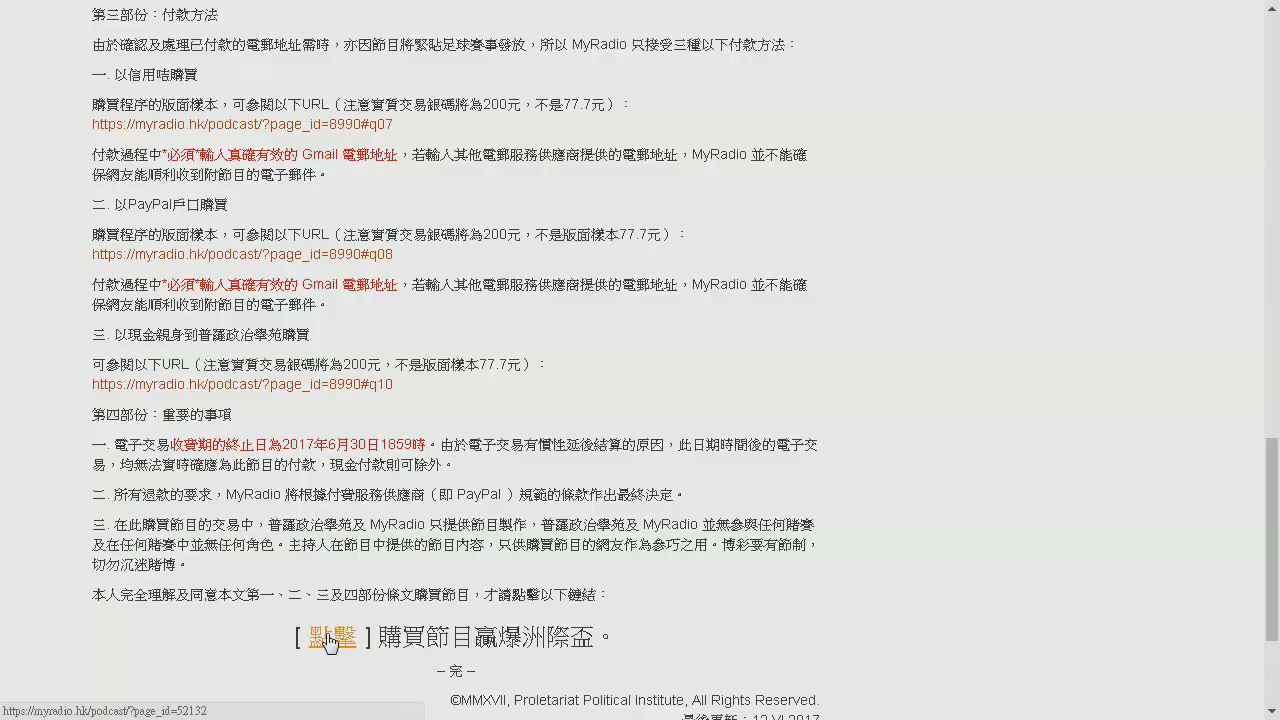 第三部份：付款方法
由於確認及處理已付款的電郵地址需時，亦因節目將緊貼足球賽事發放，所以 MyRadio 只接受三種以下付款方法：
一. 以信用咭購買
購買程序的版面樣本，可參閱以下URL（注意實質交易銀碼將為200元，不是77.7元）：
https://myradio.hk/podcast/?page_id=8990#q07
付款過程中*必須*輸入真確有效的 Gmail 電郵地址，若輸入其他電郵服務供應商提供的電郵地址，MyRadio 並不能確
保網友能順利收到附節目的電子郵件。
二. 以PayPal戶口購買
購買程序的版面樣本，可參閱以下URL（注意實質交易銀碼將為200元，不是版面樣本77.7元）：
https://myradio.hk/podcast/?page_id=8990#q08
付款過程中*必須*輸入真確有效的 Gmail 電郵地址，若輸入其他電郵服務供應商提供的電郵地址，MyRadio 並不能確
保網友能順利收到附節目的電子郵件。
三. 以現金親身到普羅政治學苑購買
可參閱以下URL（注意實質交易銀碼將為200元，不是版面樣本77.7元）：
https://myradio.hk/podcast/?page_id=8990#q10
第四部份：重要的事項
一. 電子交易收費期的終止日為2017年6月30日1859時。由於電子交易有慣性延後結算的原因，此日期時間後的電子交
易，均無法實時確應為此節目的付款，現金付款則可除外。
二. 所有退款的要求，MyRadio 將根據付費服務供應商（即 PayPal ）規範的條款作出最終決定。
三. 在此購買節目的交易中，普羅政治學苑及 MyRadio 只提供節目製作，普羅政治學苑及 MyRadio 並無參與任何賭賽
及在任何賭賽中並無任何角色。主持人在節目中提供的節目內容，只供購買節目的網友作為參巧之用。博彩要有節制，
切勿沉迷賭博。
本人完全理解及同意本文第一、二、三及四部份條文購買節目，才請點擊以下鏈結：
[ 點擊 ] 購買節目贏爆洲際盃。
– 完 –
©MMXVII, Proletariat Political Institute, All Rights Reserved.
最後更新：12 VI 2017
https://myradio.hk/podcast/?page_id=52132